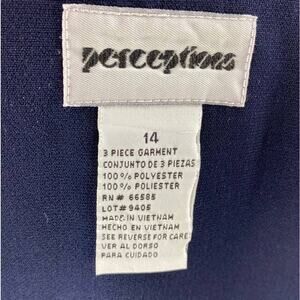 perceptions
14
3 PIECE GARMENT
CONJUNTO DE 3 PIEZAS
100% POLYESTER
100% POLIESTER
RN# 66585
LOT# 9405
MADE IN VIETNAM
HECHO EN VIETNAM
SEE REVERSE FOR CARE
VER AL DORSO
PARA CUIDADO